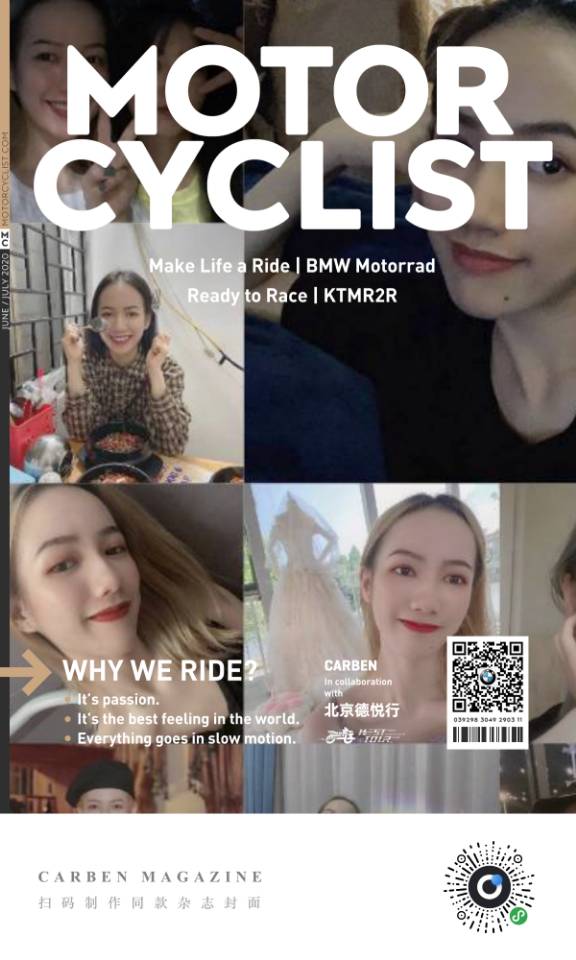 MOTOR
CYCLIST
MOTORCYCLIST.COM
MC
JUNE / JULY 2020
Make Life a Ride | BMW Motorrad
Ready to Race | KTMR2R
WHY WE RIDE?
It's passion.
It's the best feeling in the world.
Everything goes in slow motion.
CARBEN
In collaboration
with
北京德悦行
039298 3049 2903 11
CARBEN MAGAZINE
扫码制作同款杂志封面